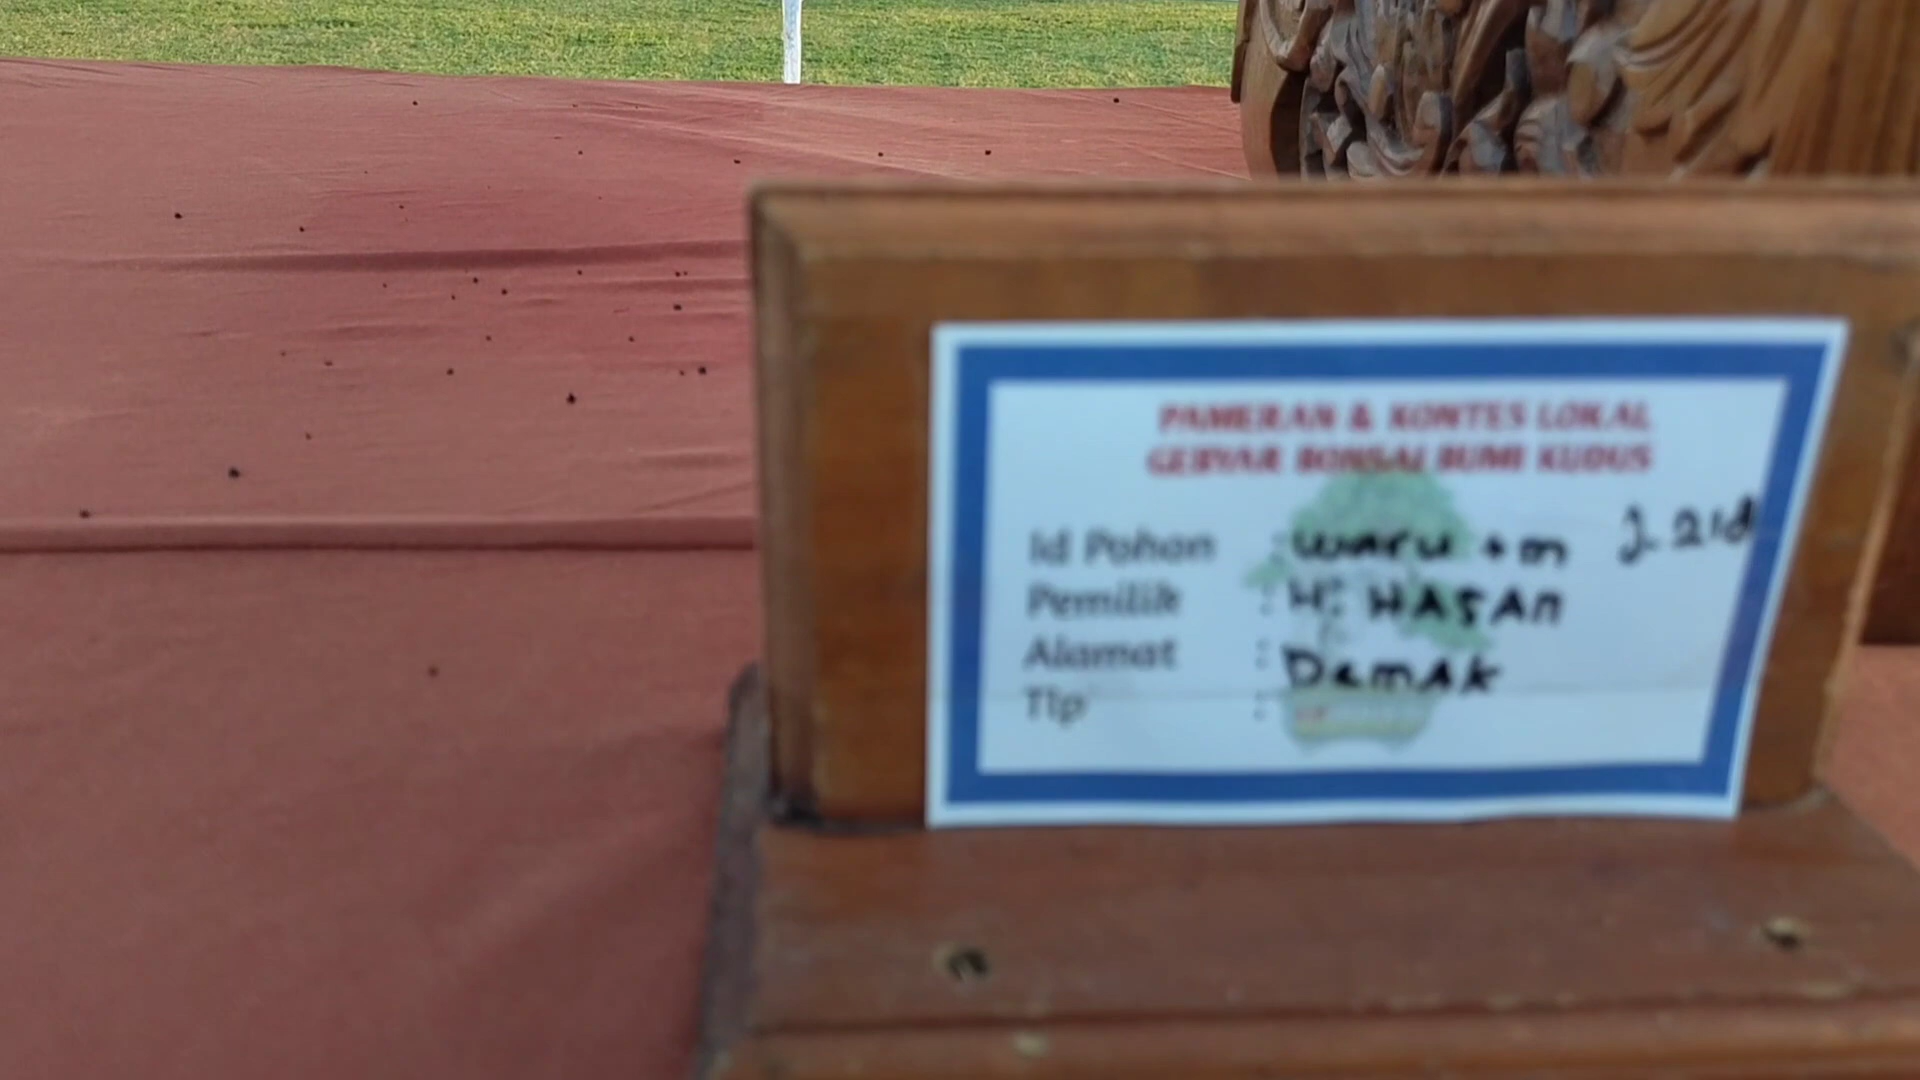 PAMERAN & KONTES LOKAL
GEBYAR BONSAI BUMI KUDUS
Id Pohon : waru
Pemilik : H. HASAN
Alamat : Demak
Tlp :